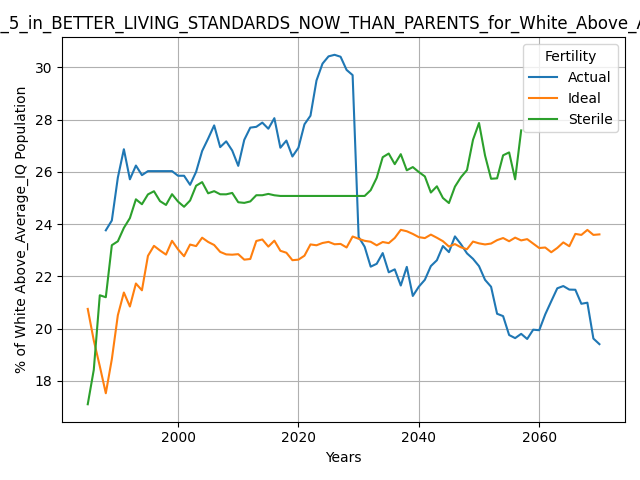 _5_in_BETTER_LIVING_STANDARDS_NOW_THAN_PARENTS_for_White_Above_A
Fertility
Actual
Ideal
Sterile
% of White Above_Average_IQ Population
30
28
26
24
22
20
18
2000 2020 2040 2060
Years